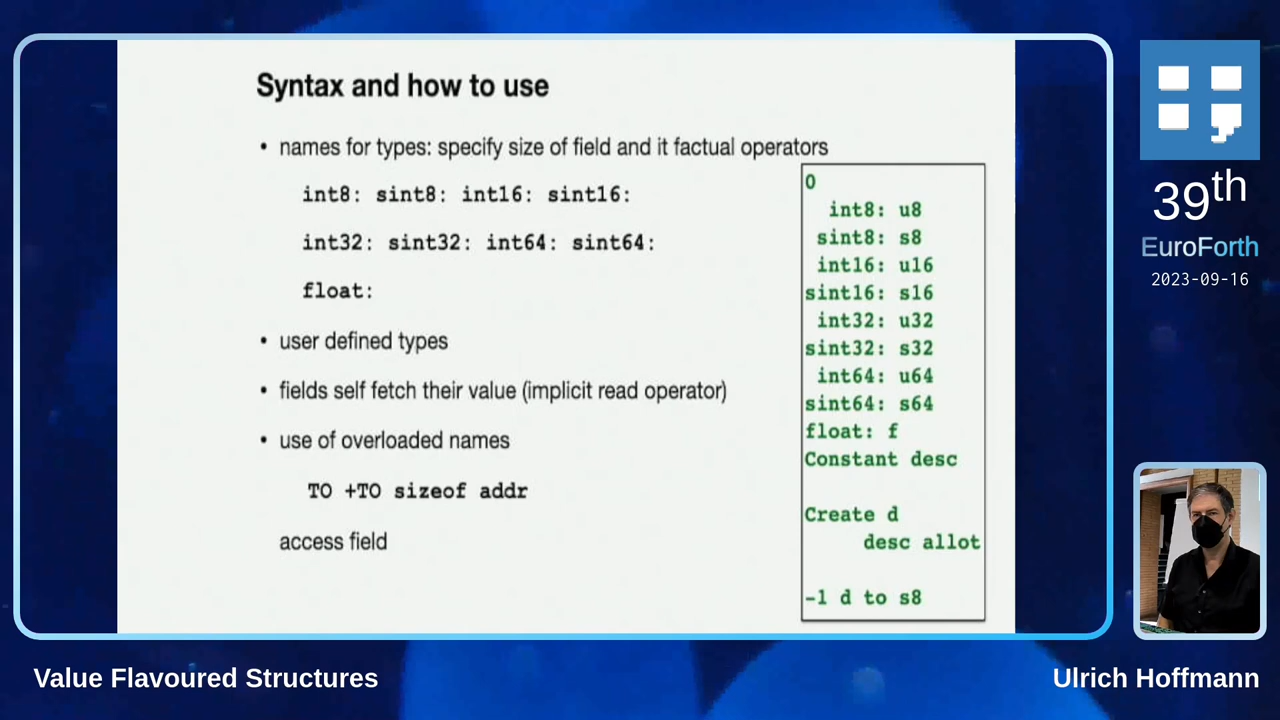 Syntax and how to use
• names for types: specify size of field and it factual operators
int8: sint8: int16: sint16:
int32: sint32: int64: sint64:
float:
• user defined types
• fields self fetch their value (implicit read operator)
• use of overloaded names
TO +TO sizeof addr
access field
0
int8: u8
sint8: s8
int16: u16
sint16: s16
int32: u32
sint32: s32
int64: u64
sint64: s64
float: f
Constant desc
Create d
desc allot
-1 d to s8
39th
EuroForth
2023-09-16
Value Flavoured Structures
Ulrich Hoffmann